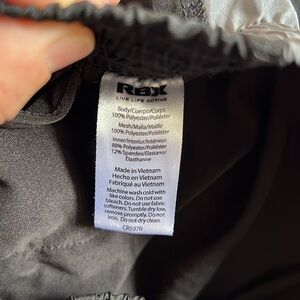 RBX
LIVE LIFE ACTIVE
Body/Cuerpo/Corps
100% Polyester/Poliéster
Mesh/Malla/Maille
100% Polyester/Poliéster
Inner/Interior/Intérieur
88% Polyester/Poliéster
12% Spandex/Elastano/
Élasthanne
Made in Vietnam
Hecho en Vietnam
Fabriqué au Vietnam
Machine wash cold with
like colors. Do not use
bleach. Do not use fabric
softeners. Tumble dry low,
remove promptly. Do not
iron. Do not dry clean.
CR597R